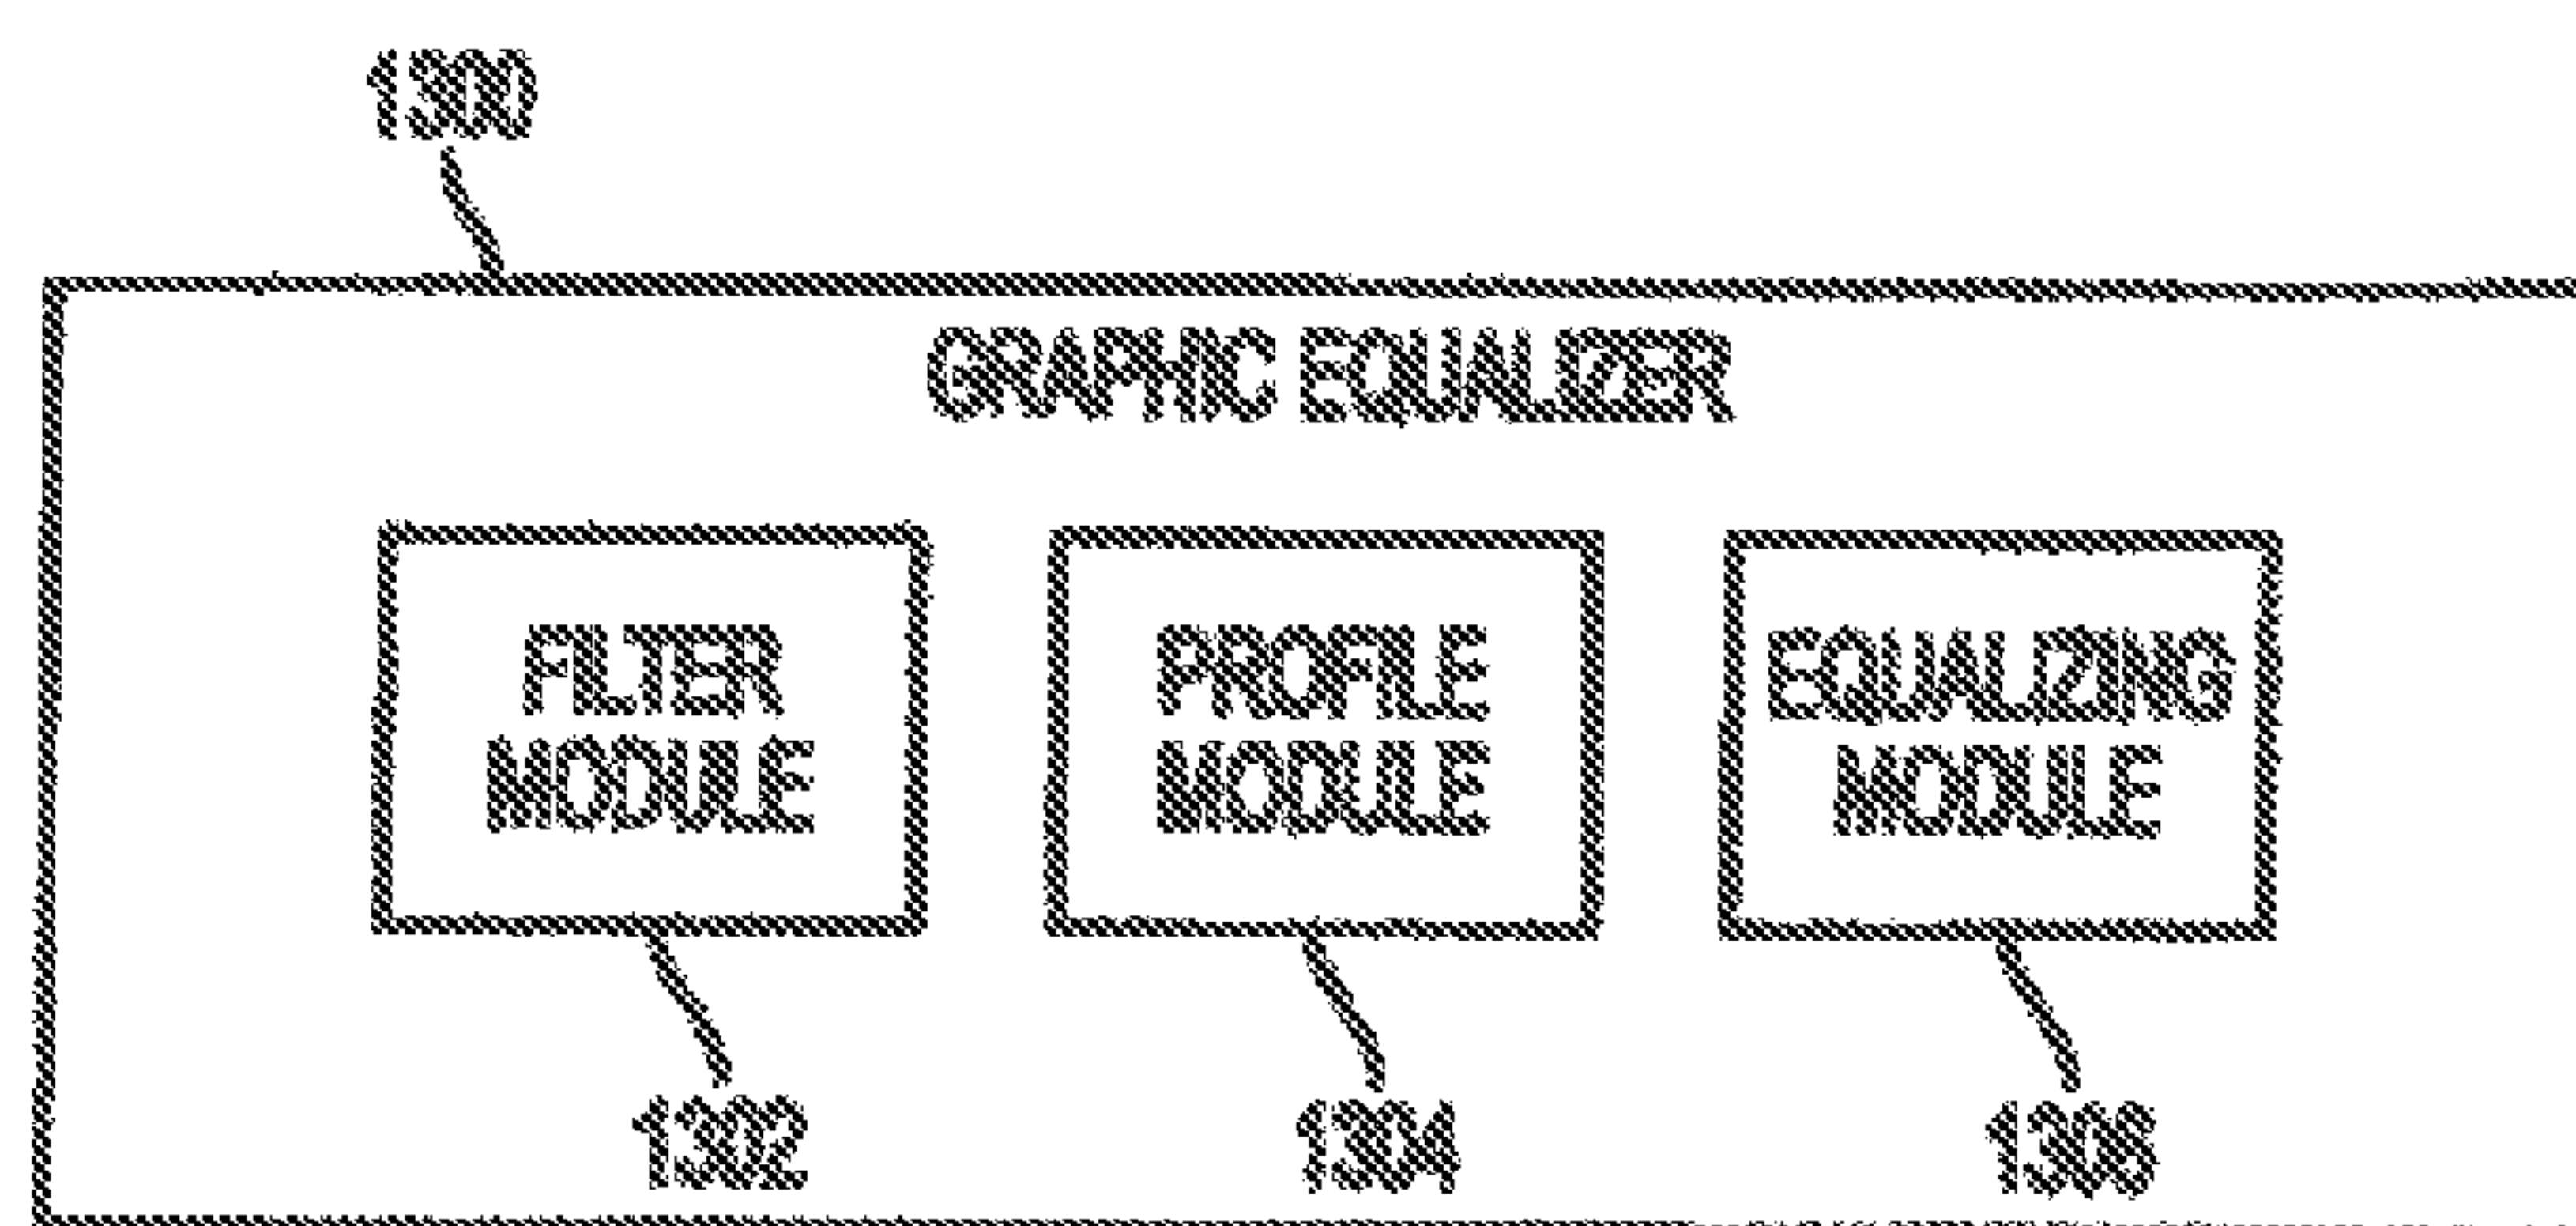 1300
GRAPHIC EQUALIZER
FILTER
MODULE
PROFILE
MODULE
EQUALIZING
MODULE
1302
1304
1306